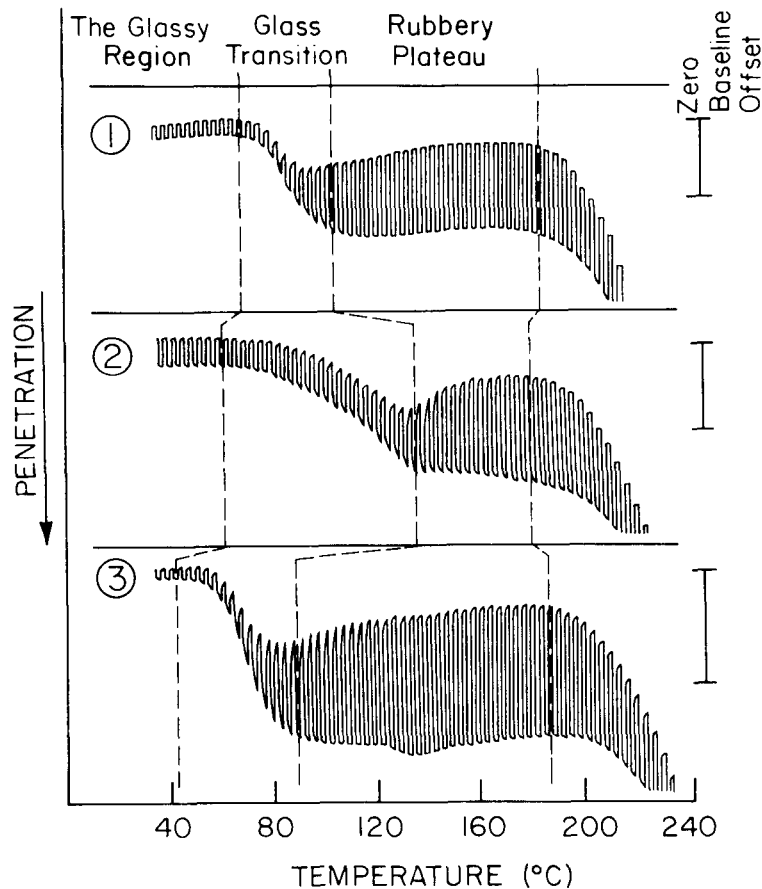 The Glassy
Region
Glass
Transition
Rubbery
Plateau
Zero
Baseline
Offset
1
2
3
PENETRATION
40
80
120
160
200
240
TEMPERATURE (°C)